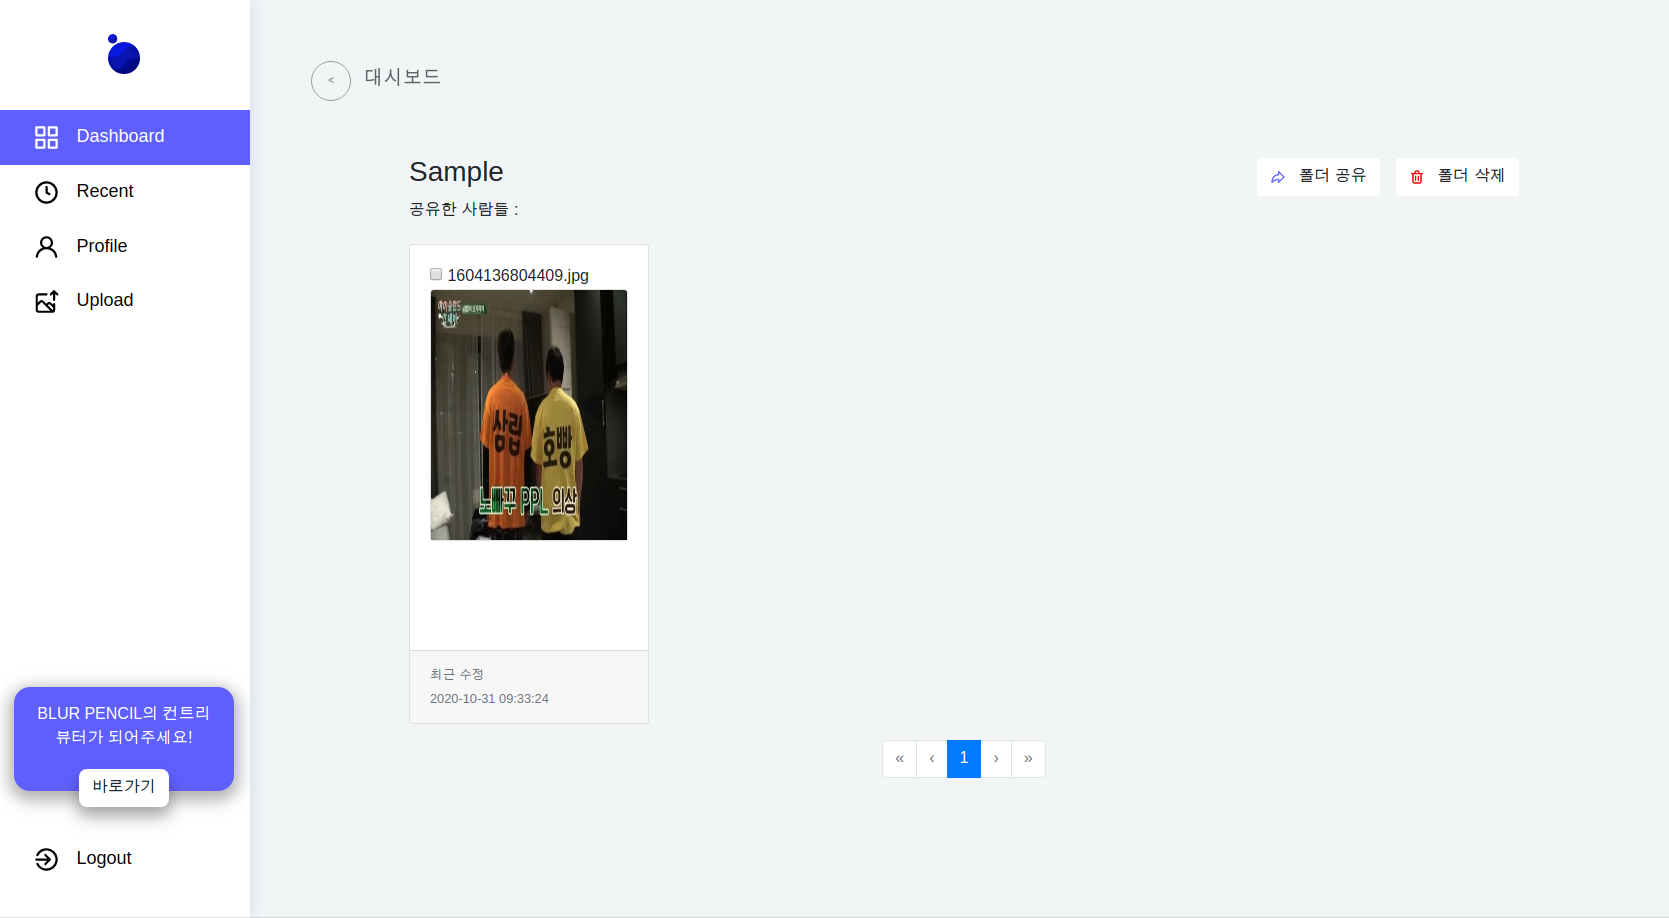 <
대시보드
Dashboard
Recent
Profile
Upload
Sample
공유한 사람들 :
폴더 공유
폴더 삭제
1604136804409.jpg
삼립
호빵
노빠꾸 PPL 의상
최근 수정
2020-10-31 09:33:24
« ‹ 1 › »
BLUR PENCIL의 컨트리
뷰터가 되어주세요!
바로가기
Logout